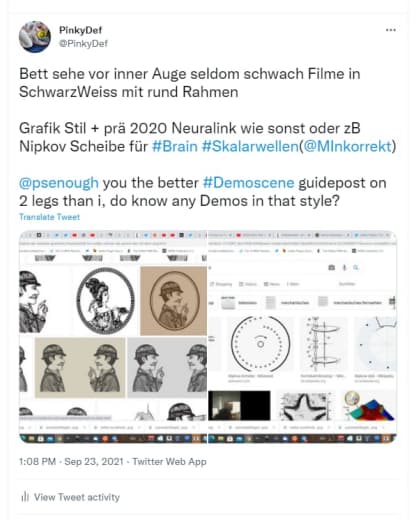 PinkyDef
@PinkyDef
Bett sehe vor inner Auge seldom schwach Filme in
SchwarzWeiss mit rund Rahmen
Grafik Stil + prä 2020 Neuralink wie sonst oder zB
Nipkov Scheibe für #Brain #Skalarwellen(@MInkorrekt)
@psenough you the better #Demoscene guidepost on
2 legs than i, do know any Demos in that style?
Translate Tweet
1:08 PM · Sep 23, 2021 · Twitter Web App
View Tweet activity